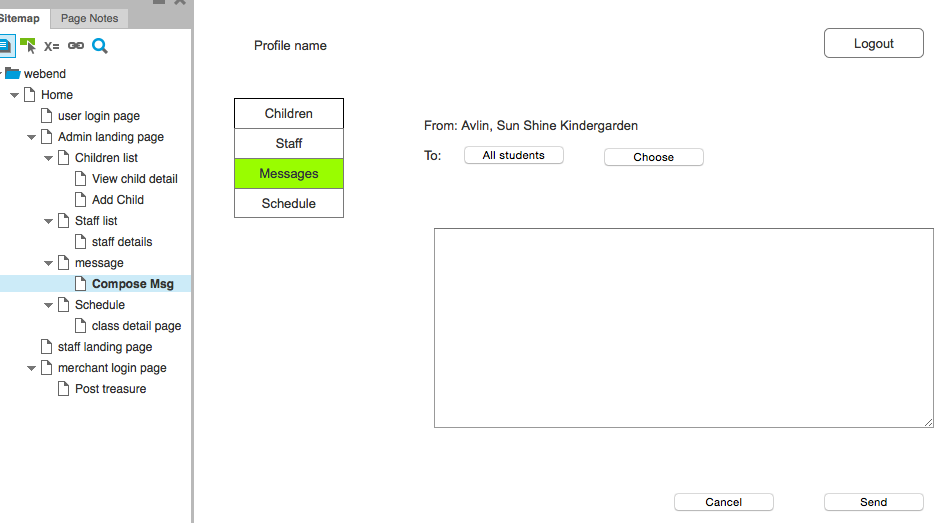 Sitemap
Page Notes
X=
webend
Home
user login page
Admin landing page
Children list
View child detail
Add Child
Staff list
staff details
message
Compose Msg
Schedule
class detail page
staff landing page
merchant login page
Post treasure
Profile name
Logout
Children
Staff
Messages
Schedule
From: Avlin, Sun Shine Kindergarden
To:
All students
Choose
Cancel
Send